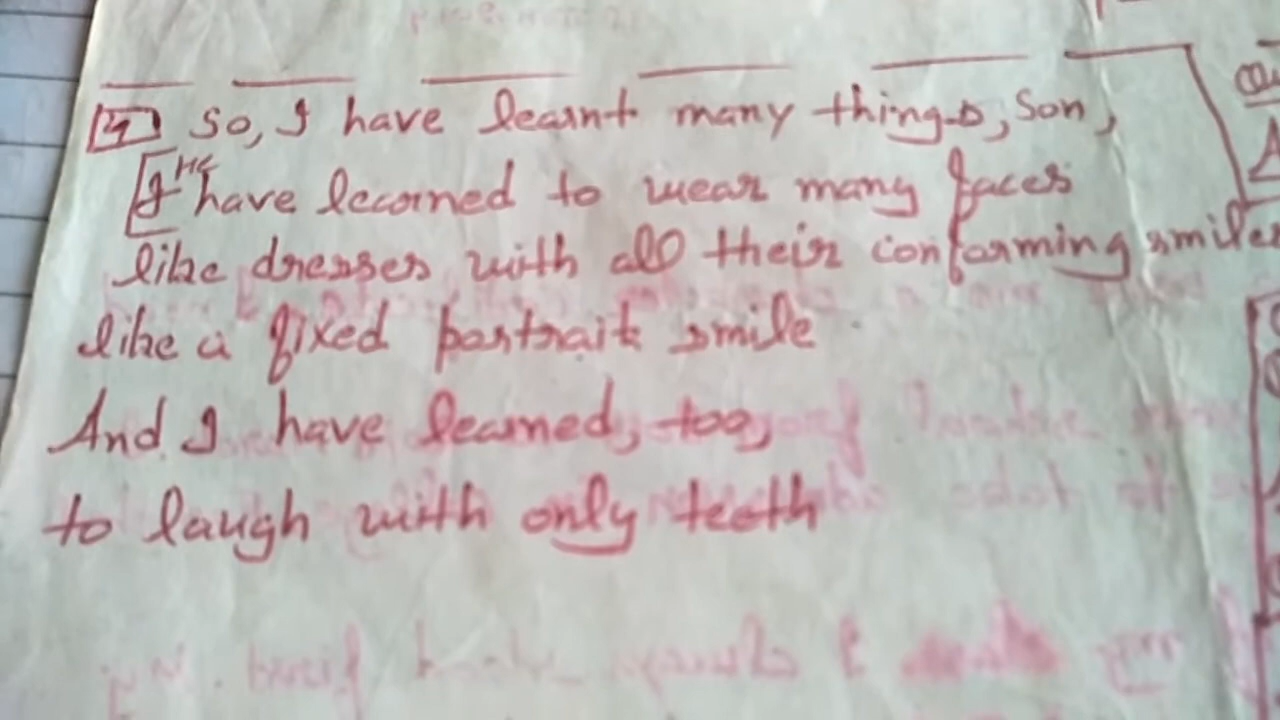 4 So, I have learnt many things, Son,
[I He have learned to wear many faces
like dresses with all their conforming smiles
like a fixed portrait smile
And I have learned, too,
to laugh with only teeth